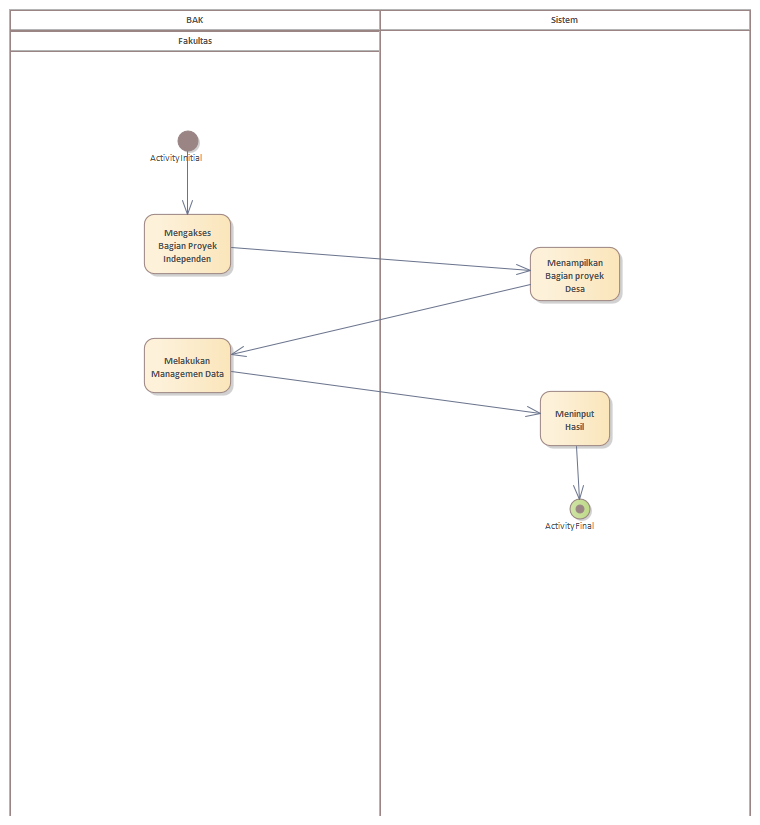 BAK
Sistem
Fakultas
ActivityInitial
Mengakses
Bagian Proyek
Independen
Menampilkan
Bagian proyek
Desa
Melakukan
Managemen Data
Meninput
Hasil
ActivityFinal